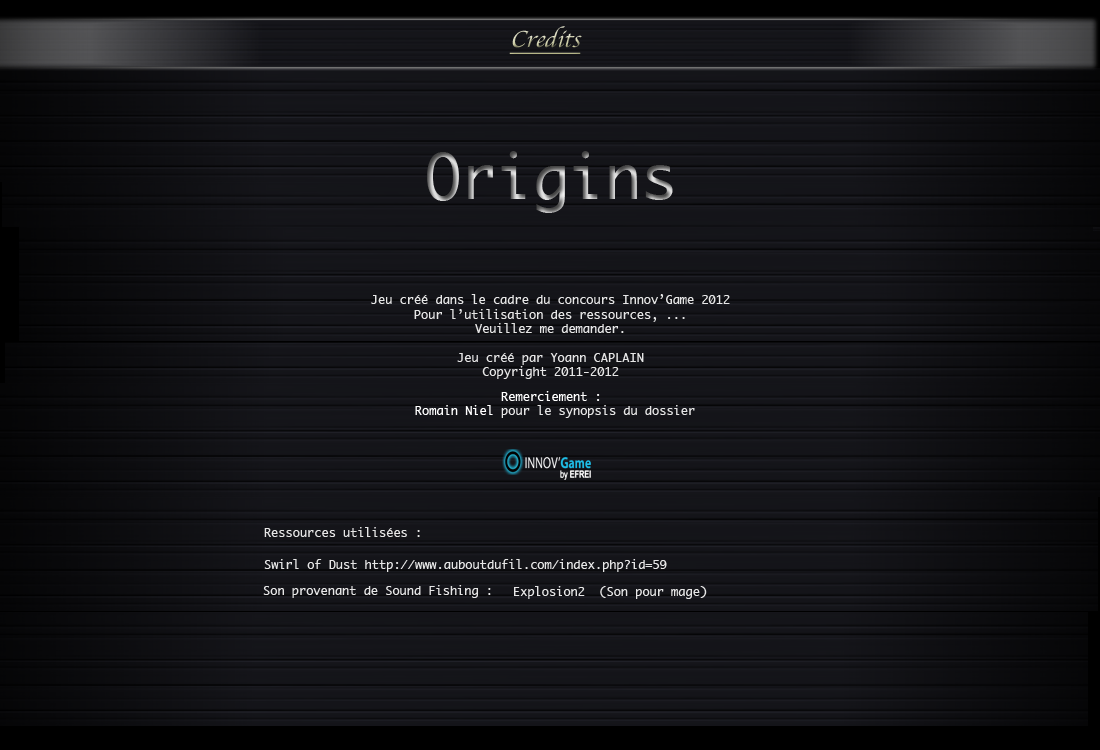 Credits
Origins
Jeu créé dans le cadre du concours Innov’Game 2012
Pour l’utilisation des ressources, ...
Veuillez me demander.
Jeu créé par Yoann CAPLAIN
Copyright 2011-2012
Remerciement :
Romain Niel pour le synopsis du dossier
INNOV’Game
by EFREI
Ressources utilisées :
Swirl of Dust http://www.auboutdufil.com/index.php?id=59
Son provenant de Sound Fishing : Explosion2 (Son pour mage)